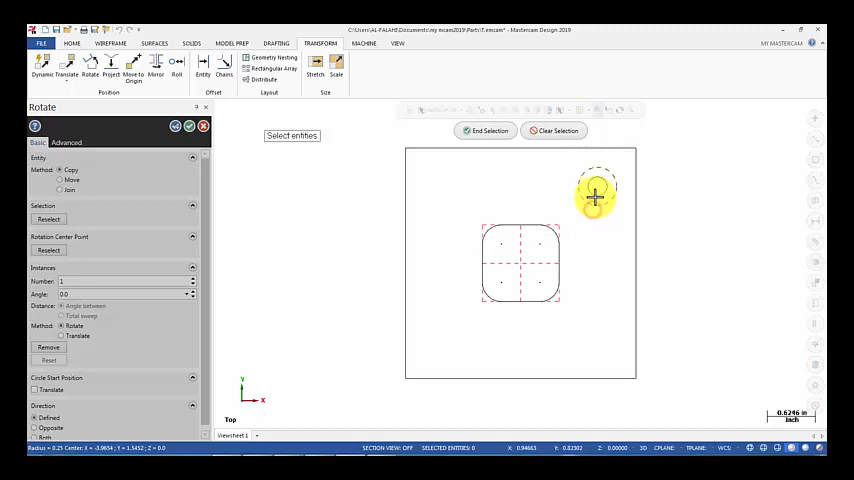 C:\Users\AL-FALAHI\Documents\my mcam2019\Parts\T.emcam* - Mastercam Design 2019
FILE HOME WIREFRAME SURFACES SOLIDS MODEL PREP DRAFTING TRANSFORM MACHINE VIEW MY MASTERCAM
Dynamic Translate Rotate Project Move to Origin Mirror Roll Entity Chains Geometry Nesting Stretch Scale
Rectangular Array
Distribute
Position Offset Layout Size
Rotate
Basic Advanced
Select entities
End Selection Clear Selection
Entity
Method: Copy
Move
Join
Selection
Reselect
Rotation Center Point
Reselect
Instances
Number: 1
Angle: 0.0
Distance: Angle between
Total sweep
Method: Rotate
Translate
Remove
Reset
Circle Start Position
Translate
Direction
Defined
Opposite
Both
Y
X
Top
0.6246 in
Inch
Viewsheet1 +
Radius = 0.25 Center: X = -3.9654; Y = 1.5452; Z = 0.0 SECTION VIEW: OFF SELECTED ENTITIES: 0 X: 0.94663 Y: 0.82302 Z: 0.00000 3D CPLANE: TPLANE: WCS: